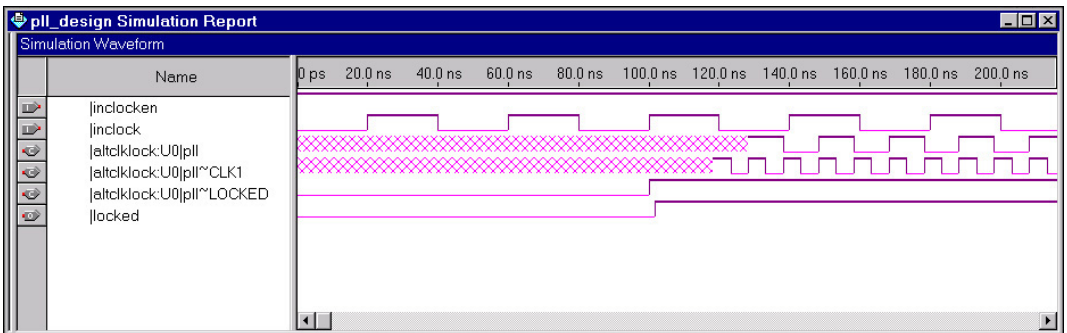 pll_design Simulation Report
Simulation Waveform
Name
0 ps 20.0 ns 40.0 ns 60.0 ns 80.0 ns 100.0 ns 120.0 ns 140.0 ns 160.0 ns 180.0 ns 200.0 ns
|inclocken
|inclock
|altclklock:U0|pll
|altclklock:U0|pll~CLK1
|altclklock:U0|pll~LOCKED
|locked